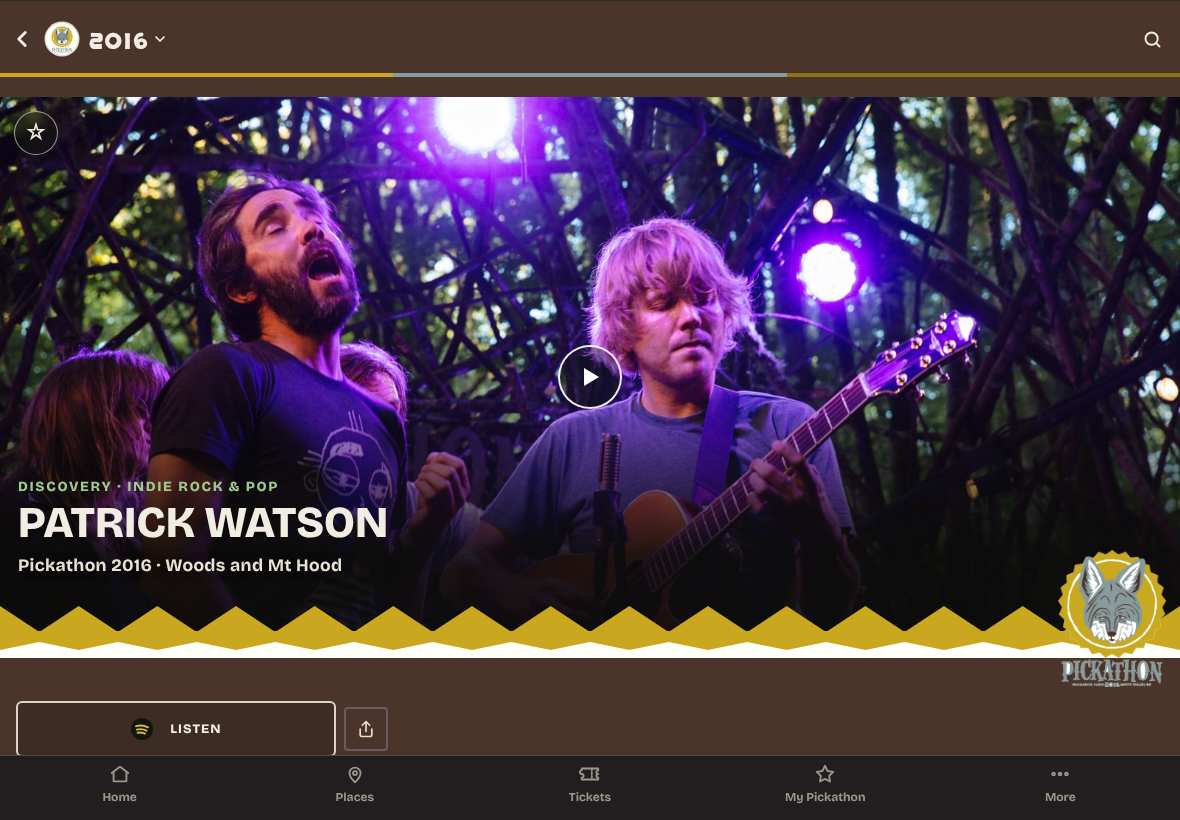 2016
DISCOVERY · INDIE ROCK & POP
PATRICK WATSON
Pickathon 2016 · Woods and Mt Hood
PICKATHON
LISTEN
Home
Places
Tickets
My Pickathon
More